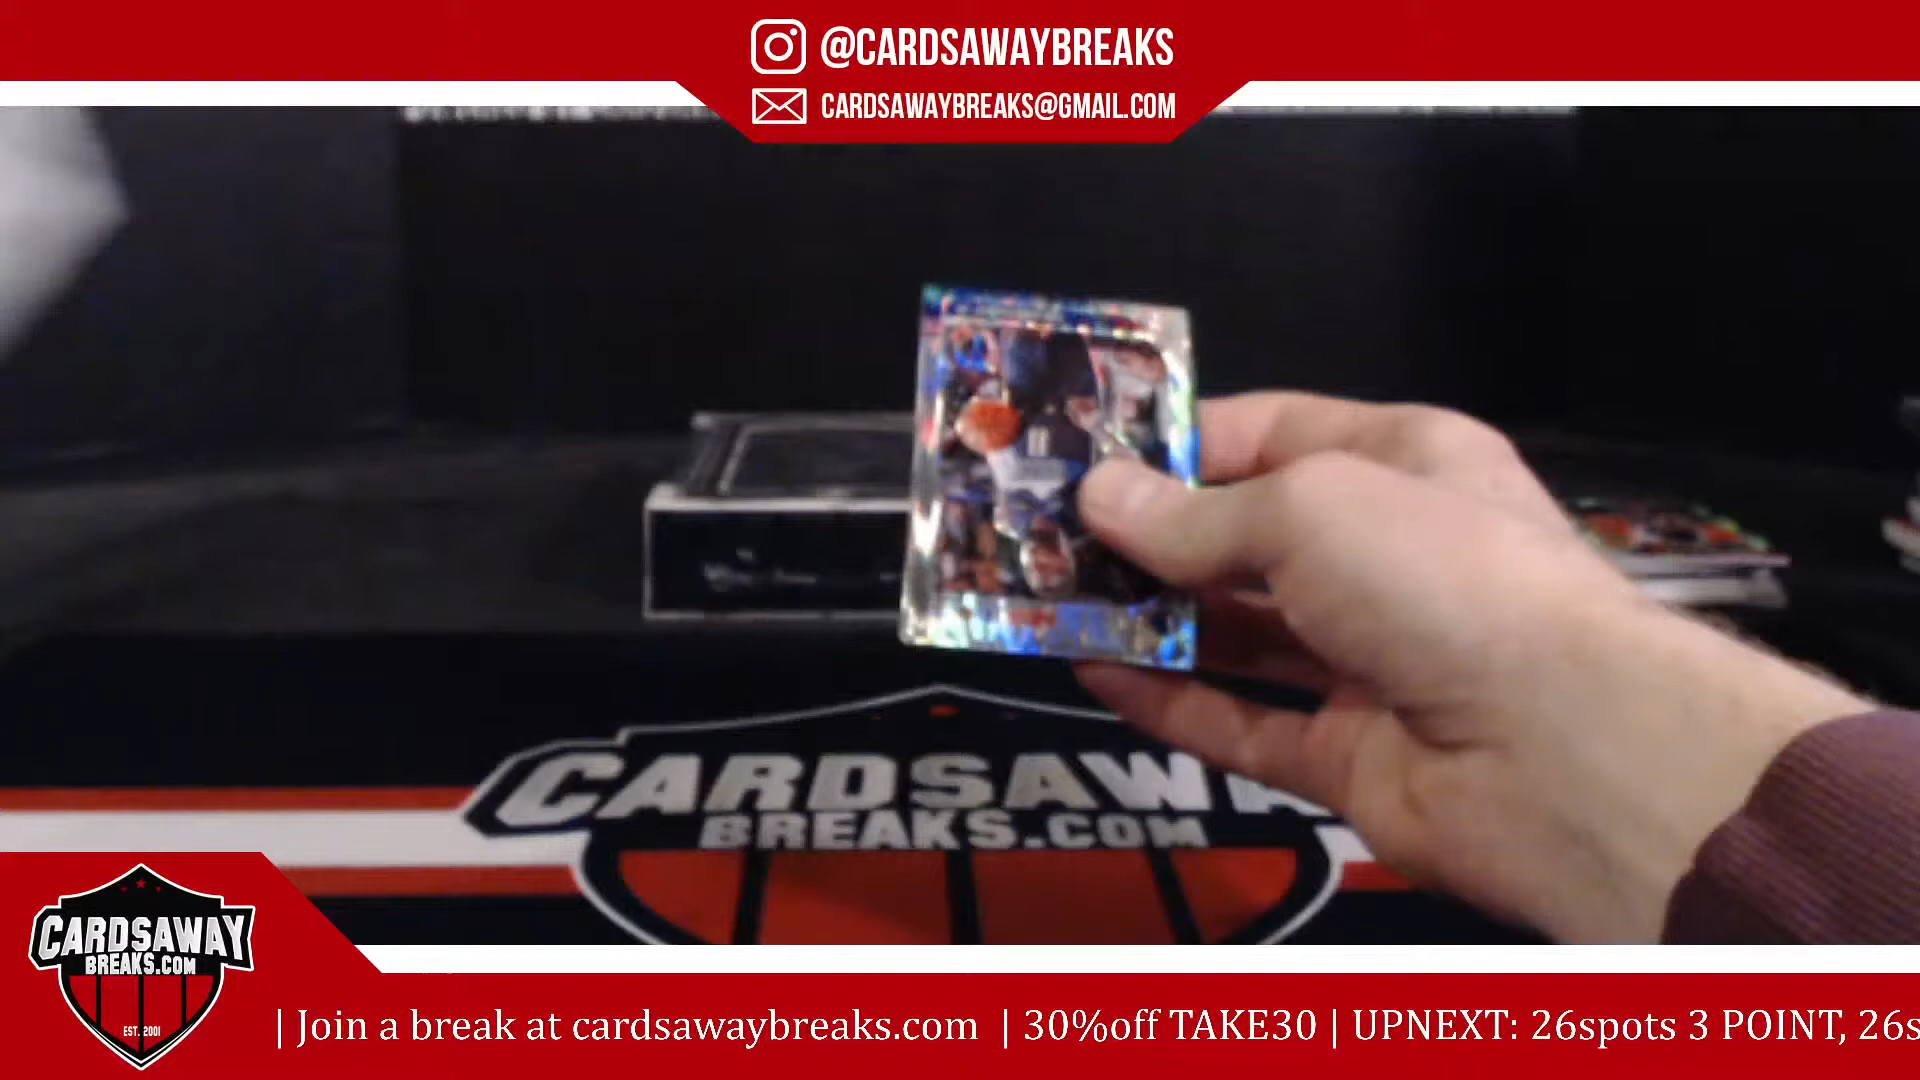 @CARDSAWAYBREAKS
CARDSAWAYBREAKS@GMAIL.COM
CARDSAWA
BREAKS.COM
CARDSAWAY
BREAKS.COM
EST. 2001
| Join a break at cardsawaybreaks.com | 30%off TAKE30 | UPNEXT: 26spots 3 POINT, 26s